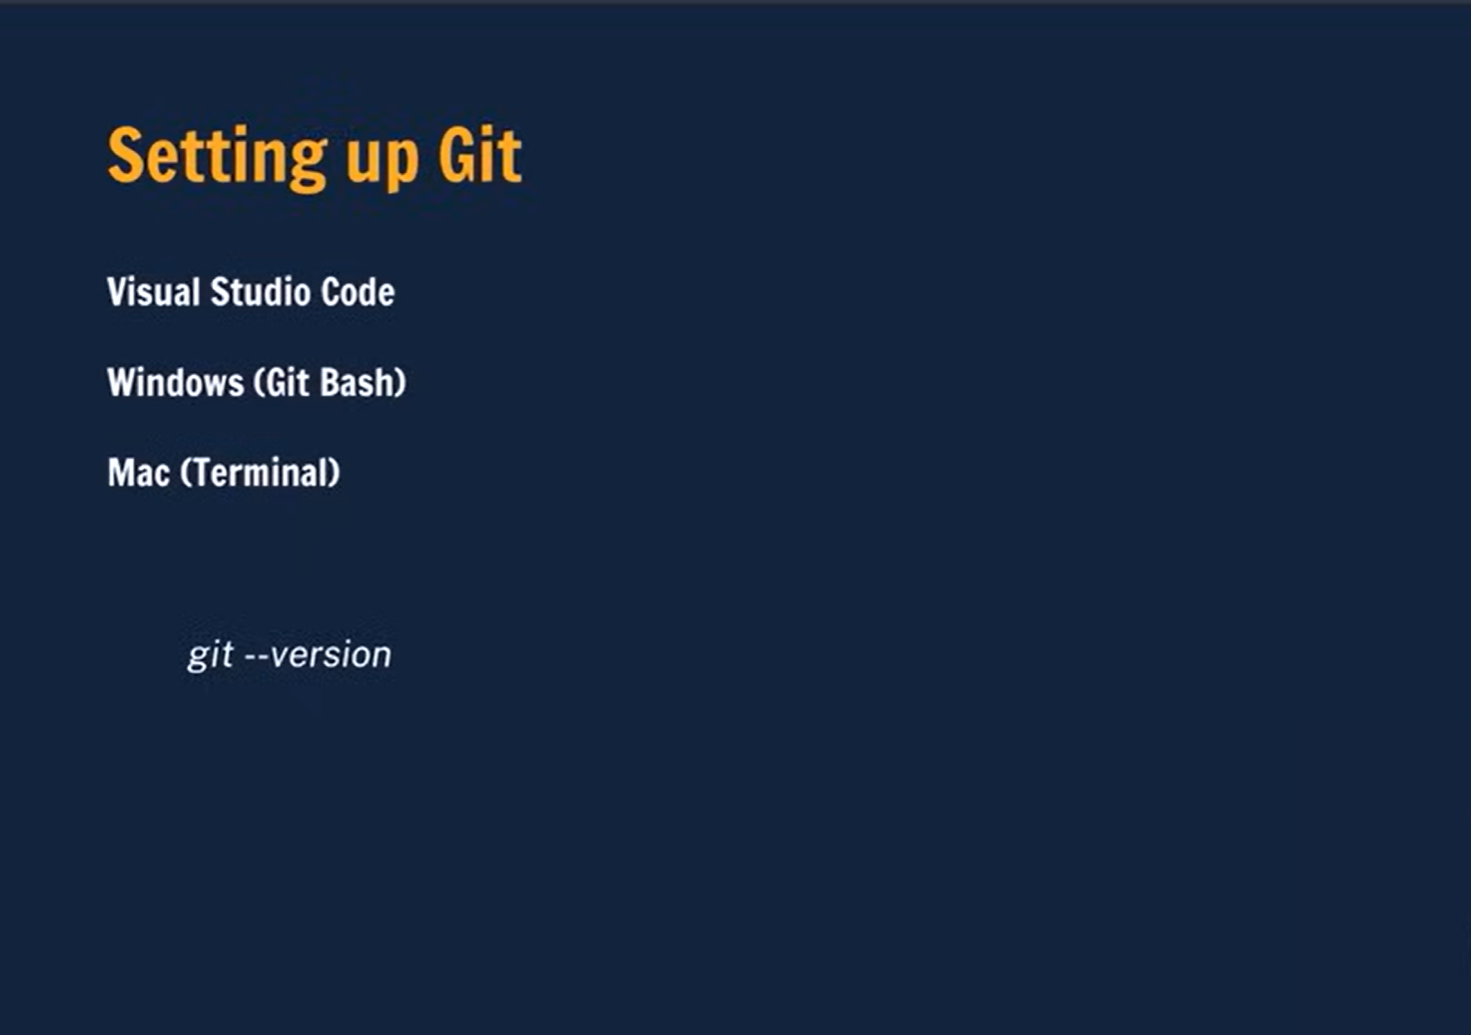 Setting up Git
Visual Studio Code
Windows (Git Bash)
Mac (Terminal)
git --version